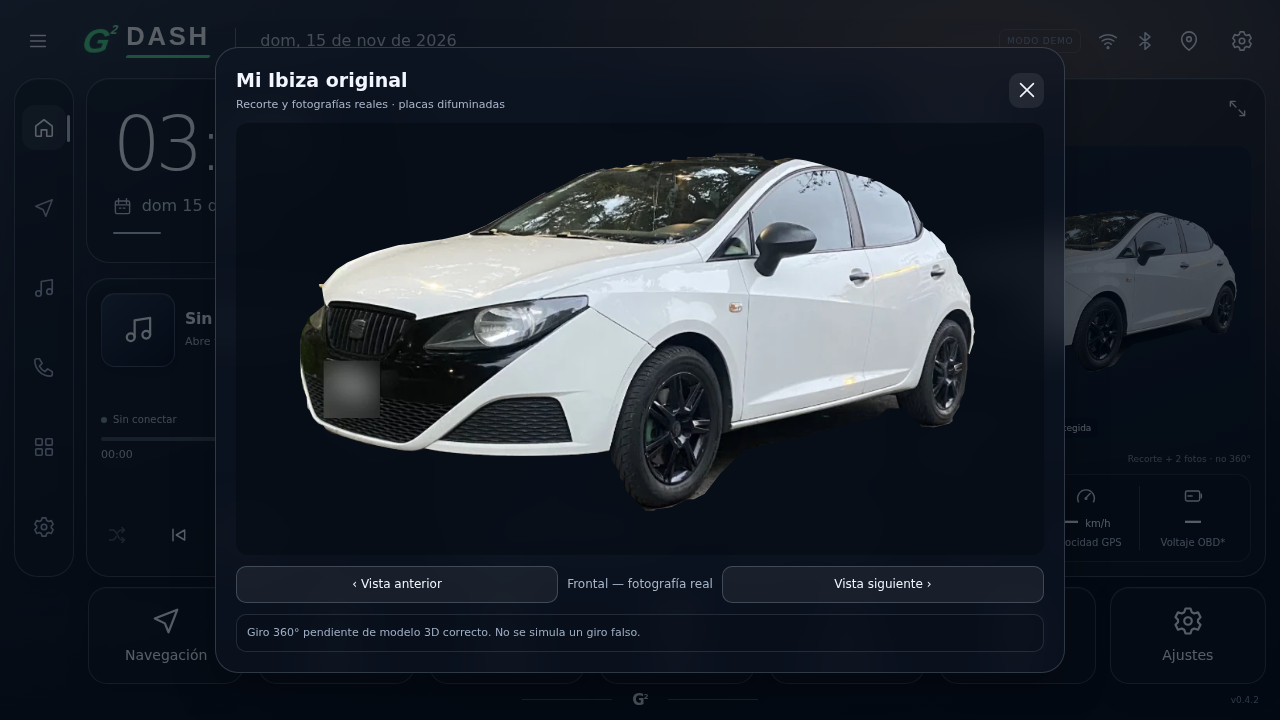 G² DASH
dom, 15 de nov de 2026
MODO DEMO
Mi Ibiza original
Recorte y fotografías reales · placas difuminadas
03:
dom 15 d
Sin
Abre
Sin conectar
00:00
Recorte + 2 fotos · no 360°
km/h
Voltaje OBD*
‹ Vista anterior
Frontal — fotografía real
Vista siguiente ›
Giro 360° pendiente de modelo 3D correcto. No se simula un giro falso.
Navegación
Ajustes
G²
v0.4.2